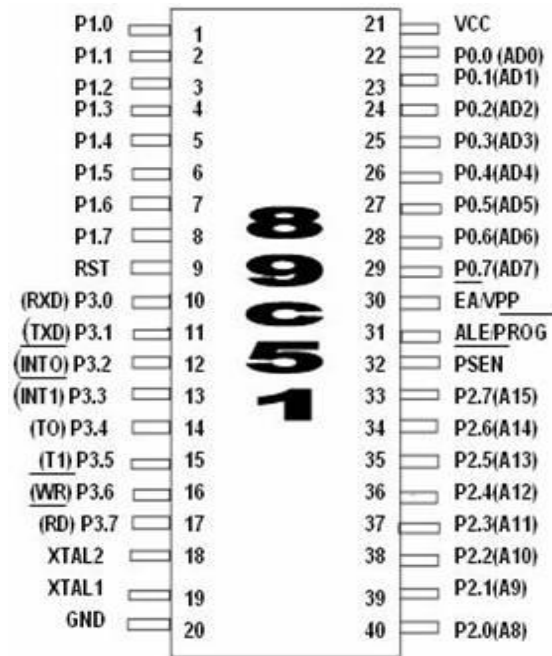 P1.0 1 21 VCC
P1.1 2 22 P0.0 (AD0)
P1.2 3 23 P0.1(AD1)
P1.3 4 24 P0.2(AD2)
P1.4 5 25 P0.3(AD3)
P1.5 6 26 P0.4(AD4)
P1.6 7 27 P0.5(AD5)
P1.7 8 28 P0.6(AD6)
RST 9 29 P0.7(AD7)
(RXD) P3.0 10 30 EA/VPP
(TXD) P3.1 11 31 ALE/PROG
(INTO) P3.2 12 32 PSEN
(INT1) P3.3 13 33 P2.7(A15)
(TO) P3.4 14 34 P2.6(A14)
(T1) P3.5 15 35 P2.5(A13)
(WR) P3.6 16 36 P2.4(A12)
(RD) P3.7 17 37 P2.3(A11)
XTAL2 18 38 P2.2(A10)
XTAL1 19 39 P2.1(A9)
GND 20 40 P2.0(A8)
89C51